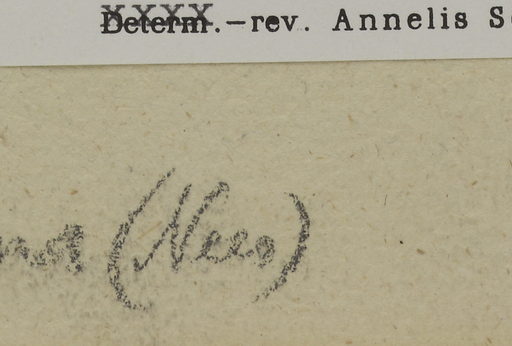 Determ.-rev. Annelis
(Nees)